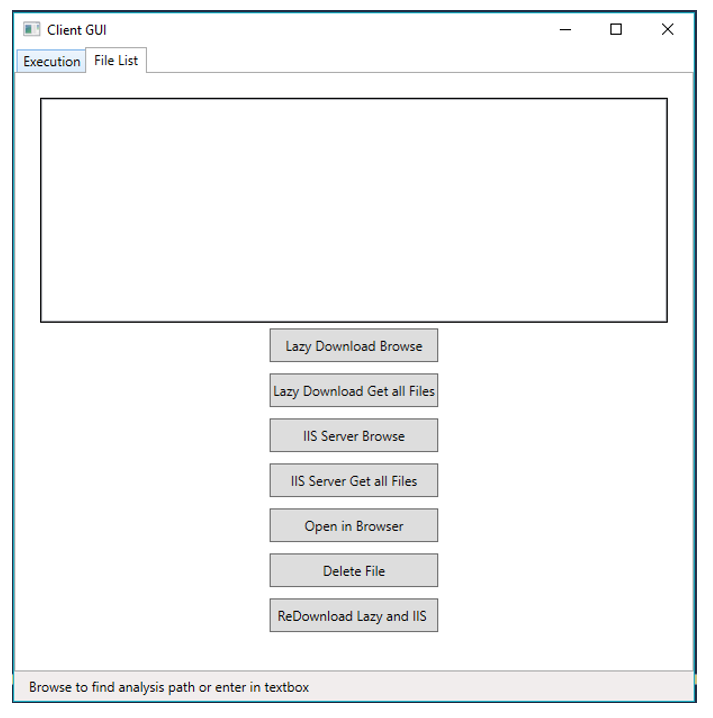 Client GUI
Execution File List
Lazy Download Browse
Lazy Download Get all Files
IIS Server Browse
IIS Server Get all Files
Open in Browser
Delete File
ReDownload Lazy and IIS
Browse to find analysis path or enter in textbox